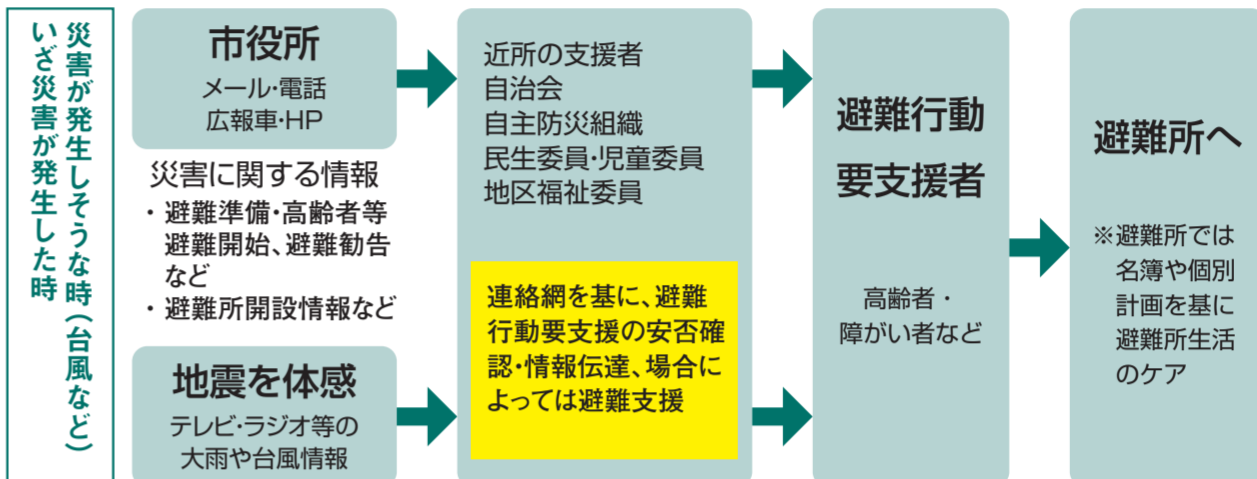 災害が発生しそうな時(台風など)
いざ災害が発生した時
市役所
メール・電話
広報車・HP
災害に関する情報
・避難準備・高齢者等
避難開始、避難勧告
など
・避難所開設情報など
地震を体感
テレビ・ラジオ等の
大雨や台風情報
近所の支援者
自治会
自主防災組織
民生委員・児童委員
地区福祉委員
連絡網を基に、避難
行動要支援の安否確
認・情報伝達、場合に
よっては避難支援
避難行動
要支援者
高齢者・
障がい者など
避難所へ
※避難所では
名簿や個別
計画を基に
避難所生活
のケア